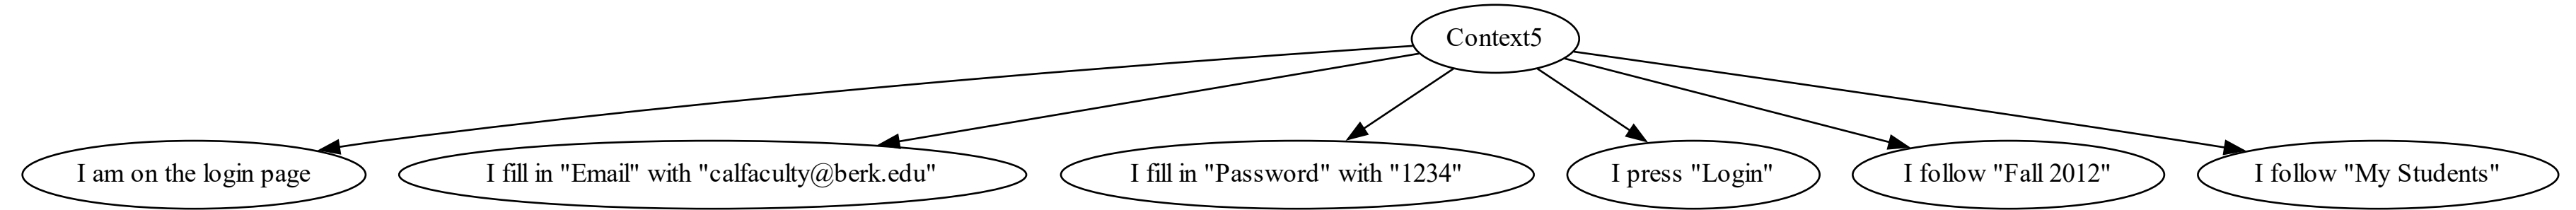 Context5
I am on the login page
I fill in "Email" with "calfaculty@berk.edu"
I fill in "Password" with "1234"
I press "Login"
I follow "Fall 2012"
I follow "My Students"